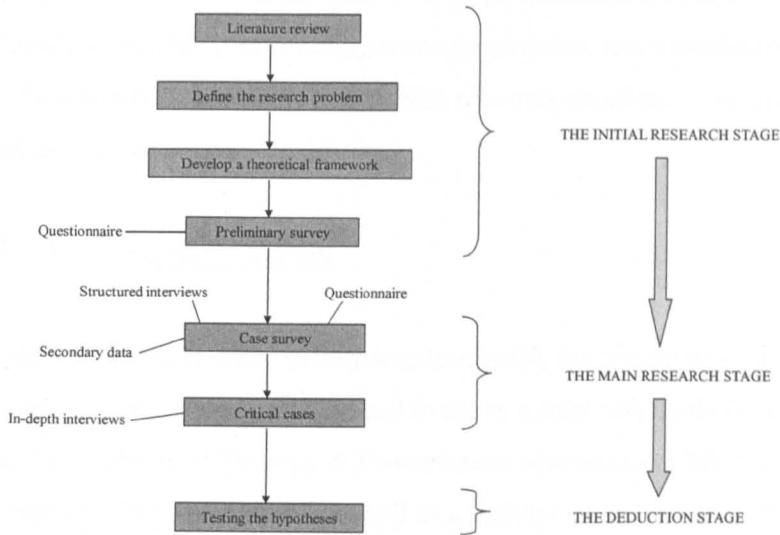 Literature review
Define the research problem
THE INITIAL RESEARCH STAGE
Develop a theoretical framework
Questionnaire
Preliminary survey
Structured interviews
Questionnaire
Case survey
Secondary data
THE MAIN RESEARCH STAGE
In-depth interviews
Critical cases
Testing the hypotheses
THE DEDUCTION STAGE